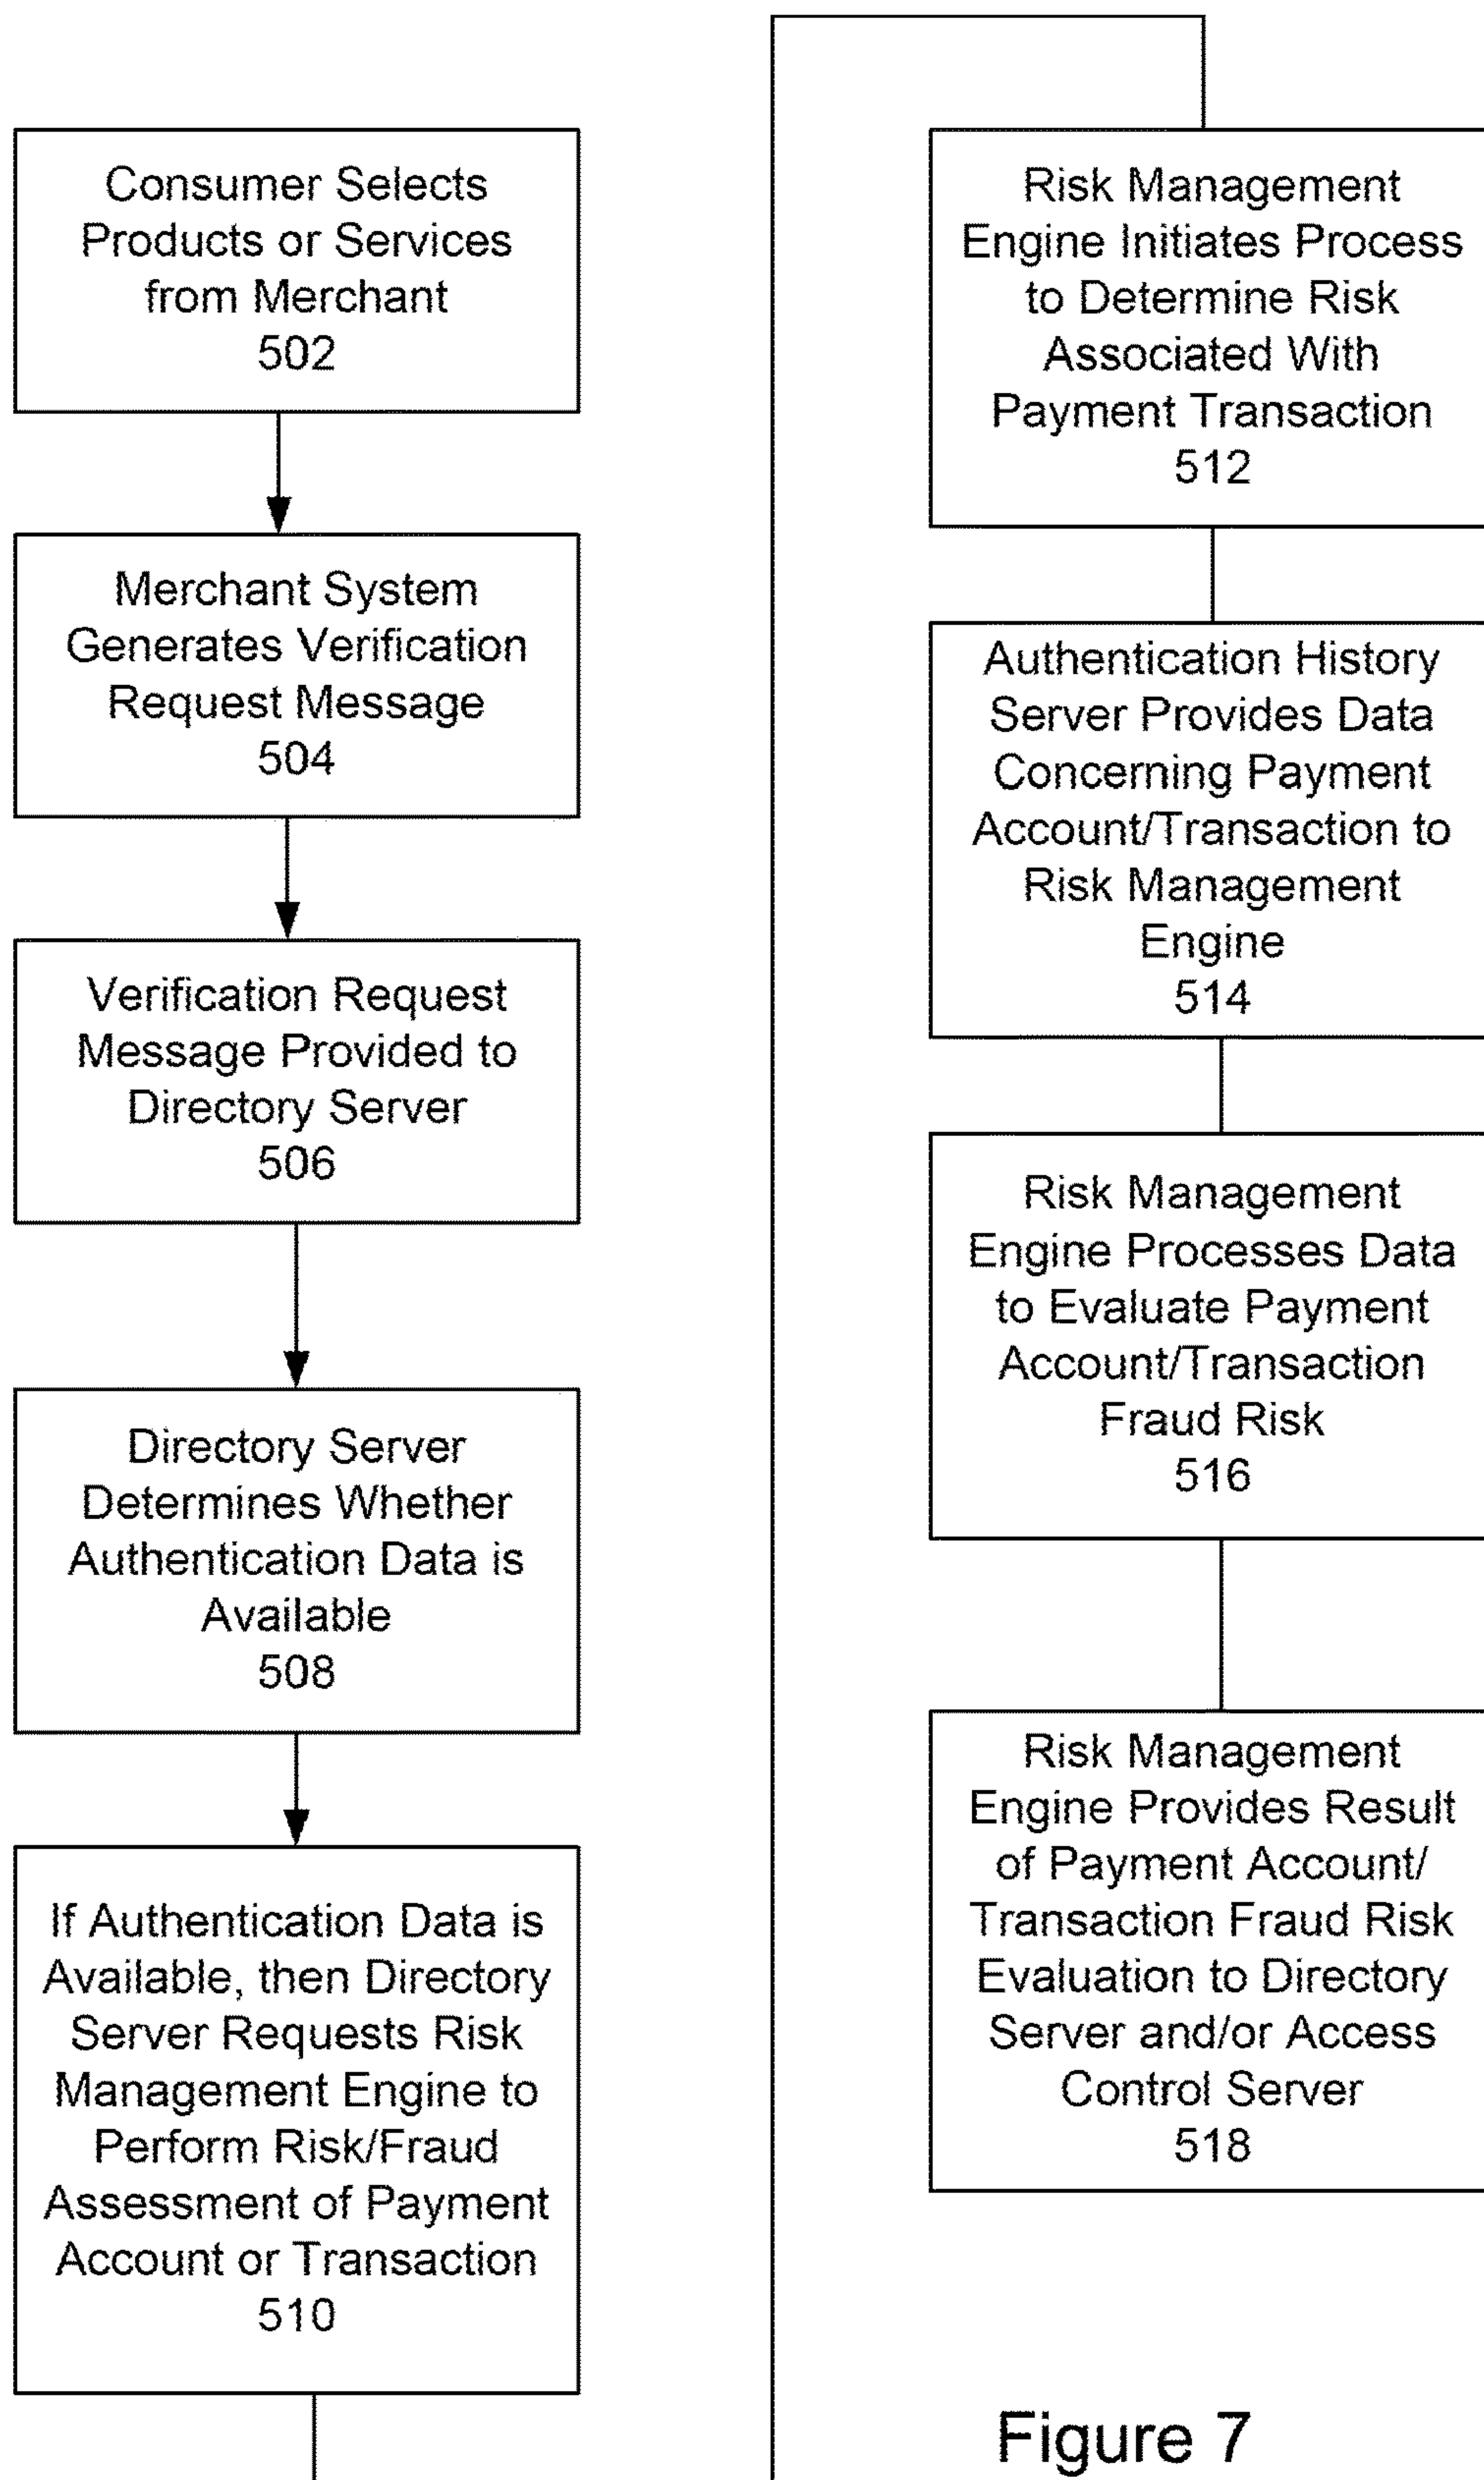 Consumer Selects
Products or Services
from Merchant
502
Merchant System
Generates Verification
Request Message
504
Verification Request
Message Provided to
Directory Server
506
Directory Server
Determines Whether
Authentication Data is
Available
508
If Authentication Data is
Available, then Directory
Server Requests Risk
Management Engine to
Perform Risk/Fraud
Assessment of Payment
Account or Transaction
510
Risk Management
Engine Initiates Process
to Determine Risk
Associated With
Payment Transaction
512
Authentication History
Server Provides Data
Concerning Payment
Account/Transaction to
Risk Management
Engine
514
Risk Management
Engine Processes Data
to Evaluate Payment
Account/Transaction
Fraud Risk
516
Risk Management
Engine Provides Result
of Payment Account/
Transaction Fraud Risk
Evaluation to Directory
Server and/or Access
Control Server
518
Figure 7